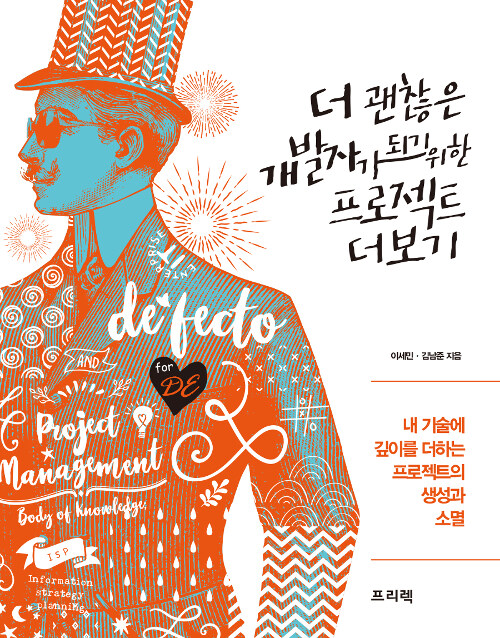 더 괜찮은
개발자가 되기 위한
프로젝트
더보기
이세민 · 김남준 지음
내 기술에
깊이를 더하는
프로젝트의
생성과
소멸
프리렉
ENTERPRISE
IT
de·fecto
for
DE
AND
Project
Management
Body of Knowledge.
ISP
Information
strategy
planning